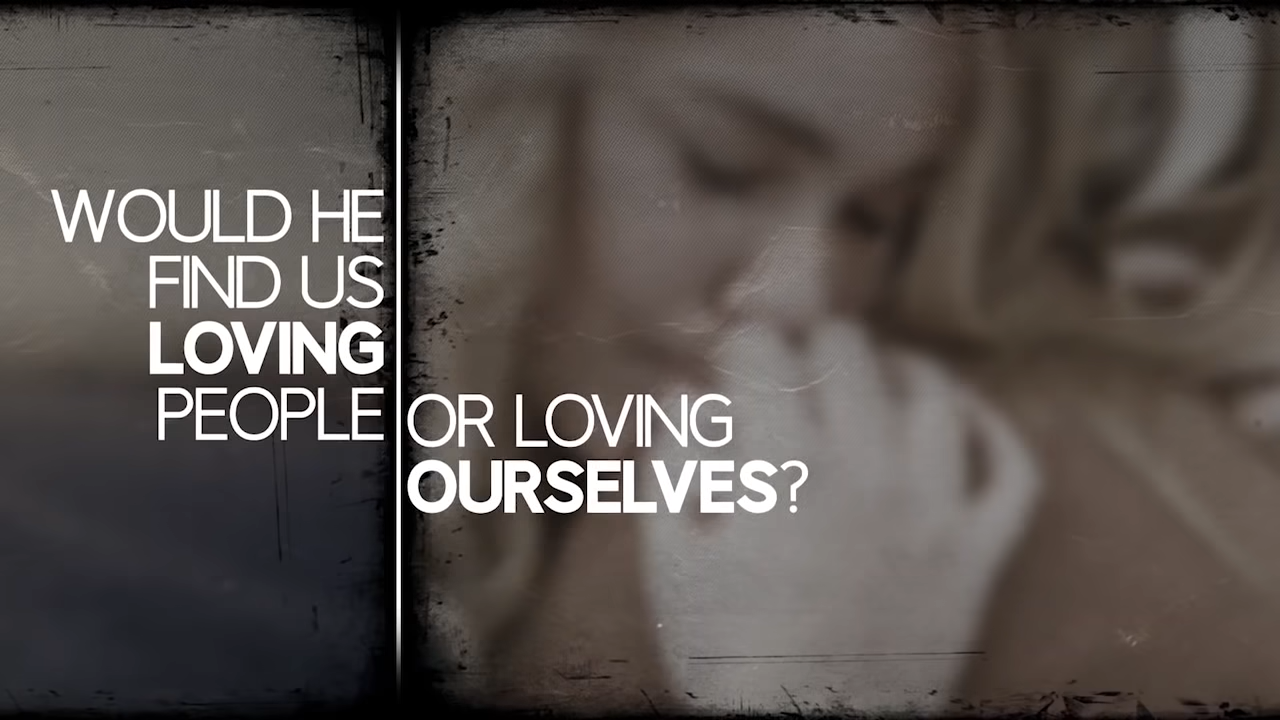 WOULD HE
FIND US
LOVING
PEOPLE
OR LOVING
OURSELVES?